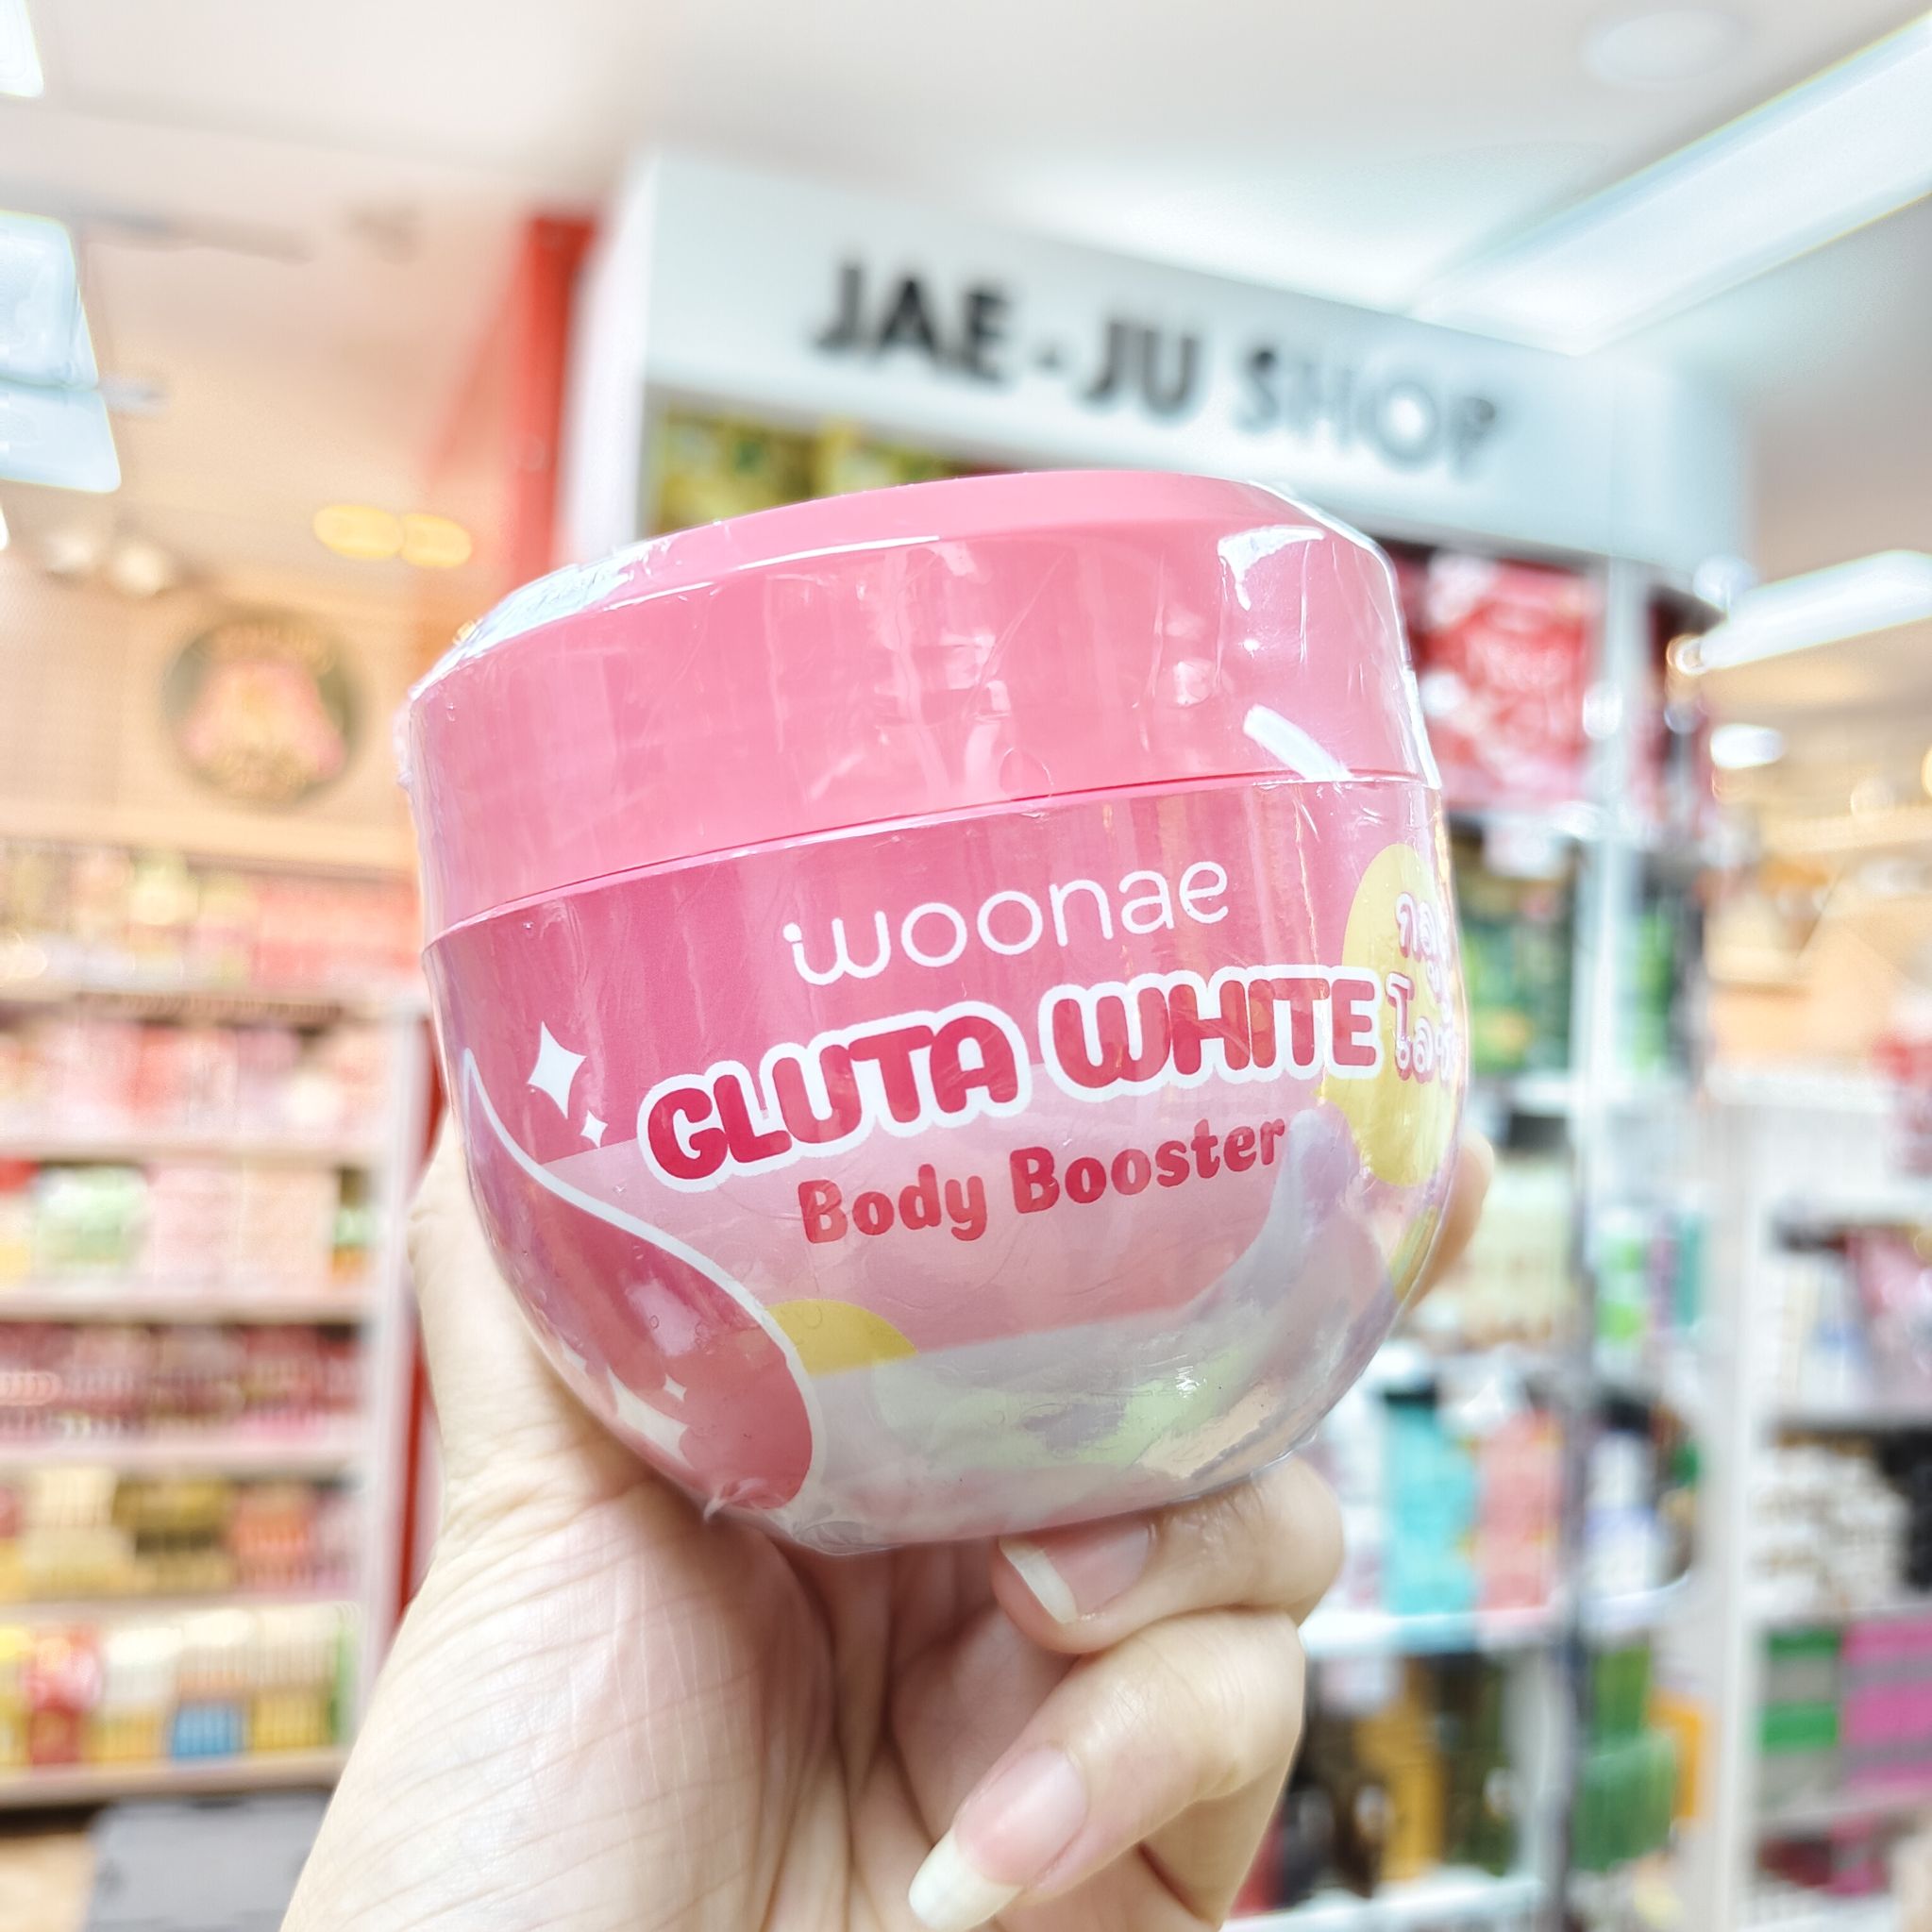 JAE-JU SHOP
woonae
GLUTA WHITE
Body Booster